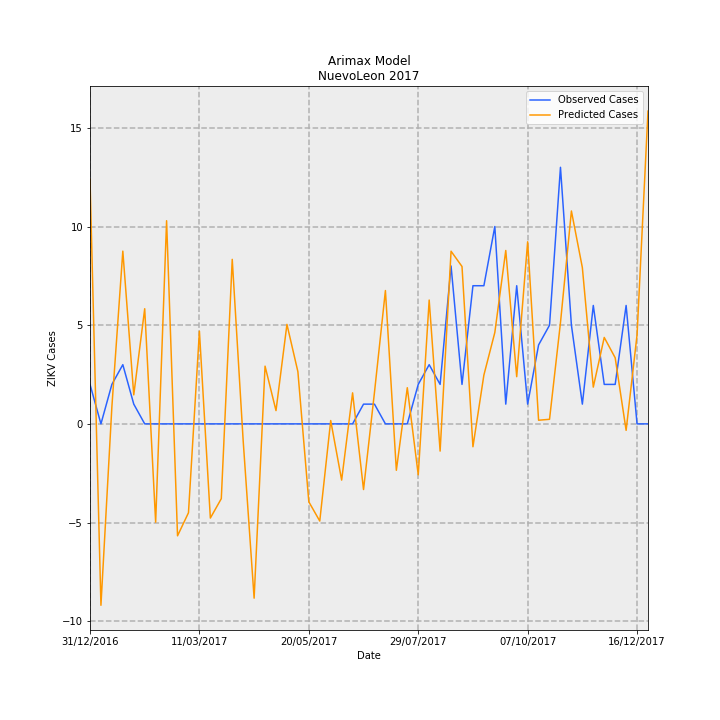 Arimax Model
NuevoLeon 2017
Observed Cases
Predicted Cases
15
10
5
0
−5
−10
ZIKV Cases
31/12/2016
11/03/2017
20/05/2017
29/07/2017
07/10/2017
16/12/2017
Date